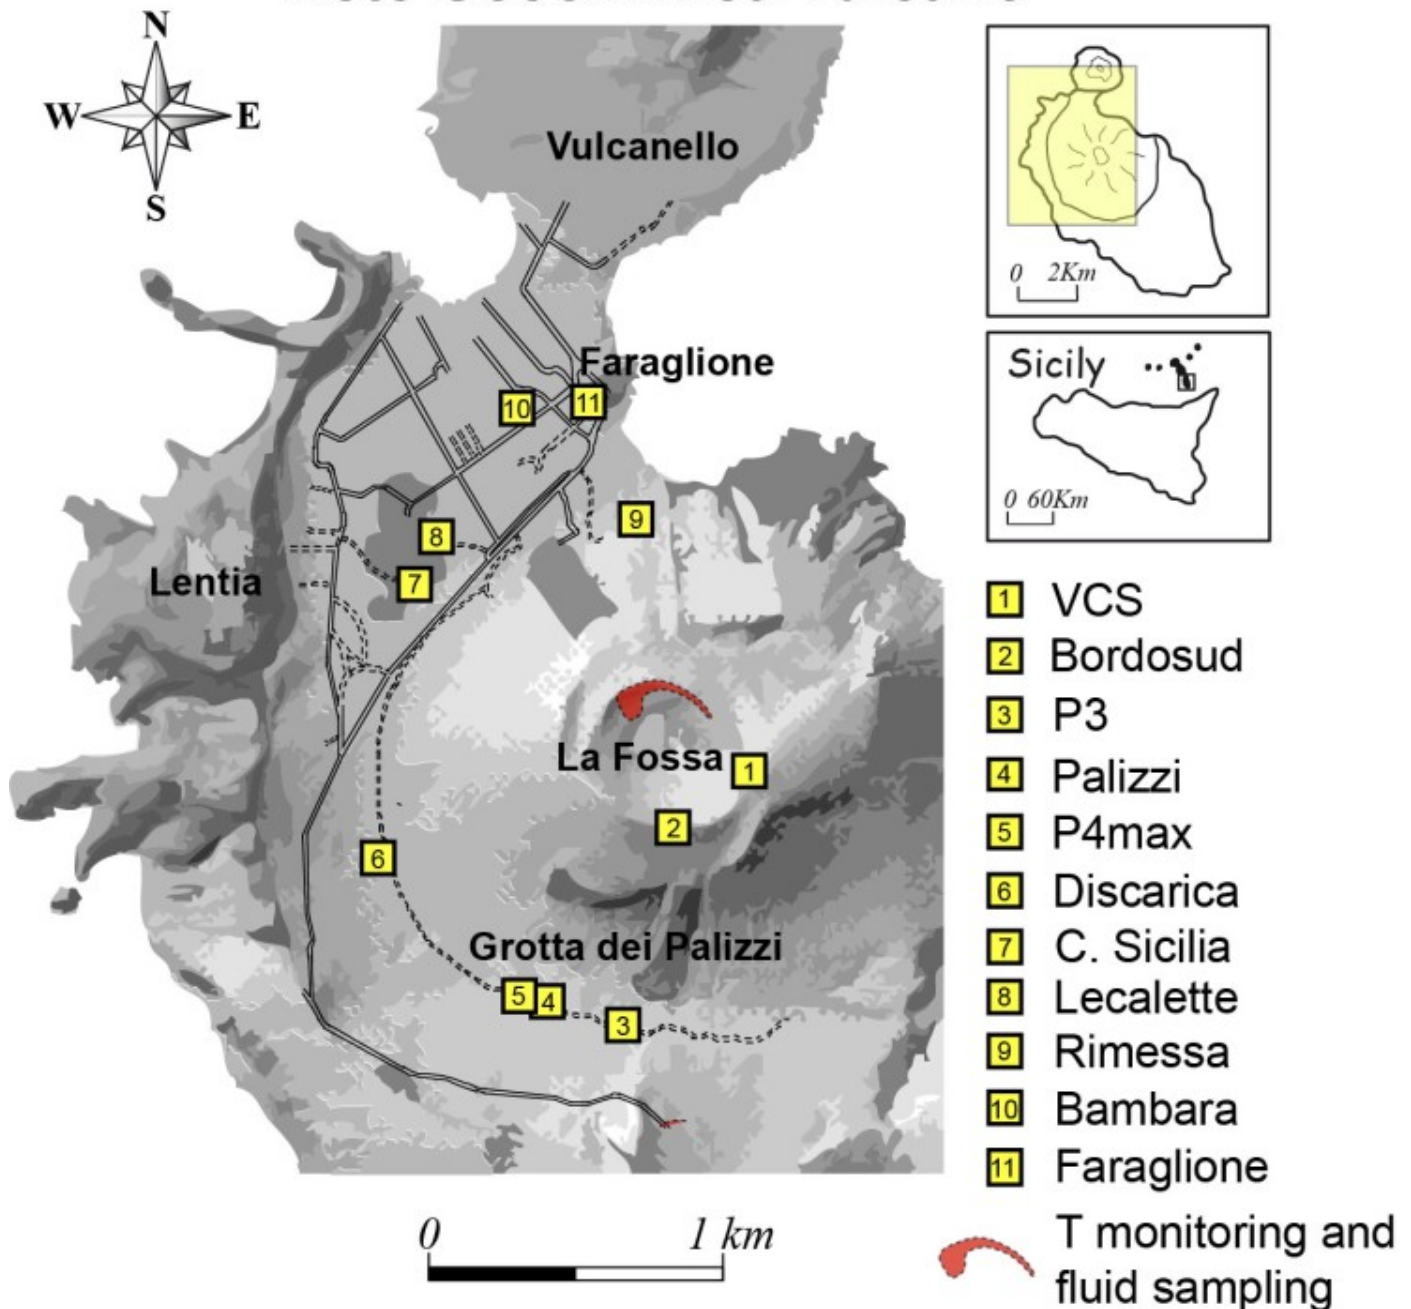 N
W
E
S
Vulcanello
Faraglione
10
11
9
8
7
Lentia
La Fossa
1
2
6
Grotta dei Palizzi
5
4
3
0 1 km
0 2Km
Sicily
0 60Km
1 VCS
2 Bordosud
3 P3
4 Palizzi
5 P4max
6 Discarica
7 C. Sicilia
8 Lecalette
9 Rimessa
10 Bambara
11 Faraglione
T monitoring and
fluid sampling